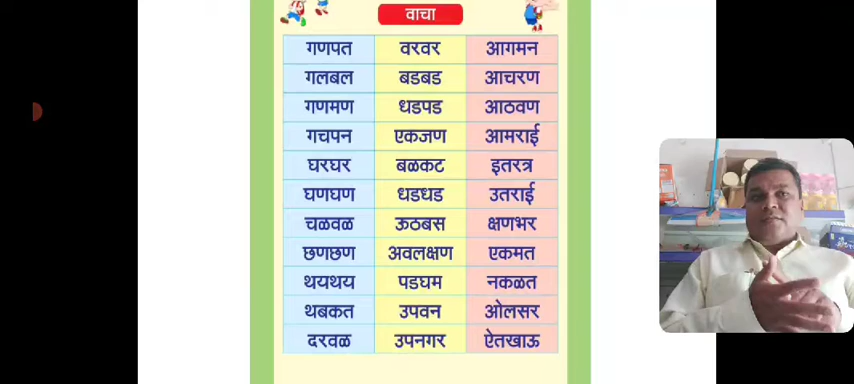 वाचा
गणपत वरवर आगमन
गलबल बडबड आचरण
गणमण धडपड आठवण
गचपन एकजण आमराई
घरघर बळकट इतरत्र
घणघण धडधड उतराई
चळवळ ऊठबस क्षणभर
छणछण अवलक्षण एकमत
थयथय पडघम नकळत
थबकत उपवन ओलसर
दरवळ उपनगर ऐतखाऊ